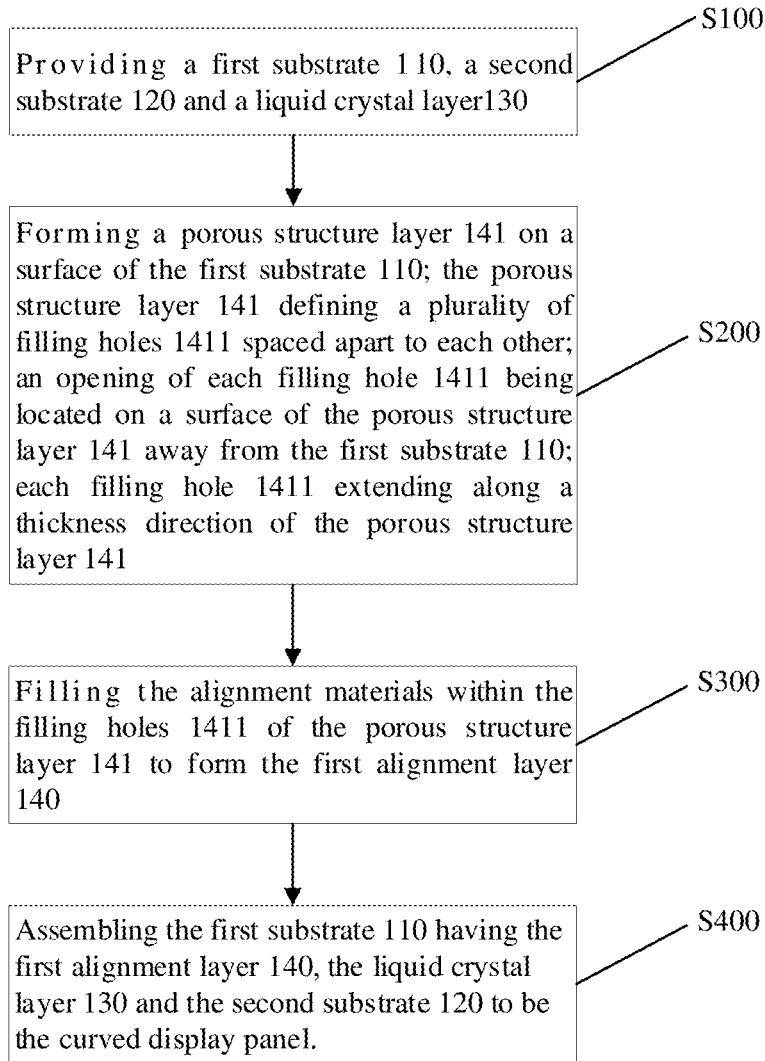 S100
Providing a first substrate 110, a second
substrate 120 and a liquid crystal layer130
Forming a porous structure layer 141 on a
surface of the first substrate 110; the porous
structure layer 141 defining a plurality of
filling holes 1411 spaced apart to each other;
an opening of each filling hole 1411 being
located on a surface of the porous structure
layer 141 away from the first substrate 110;
each filling hole 1411 extending along a
thickness direction of the porous structure
layer 141
S200
Filling the alignment materials within the
filling holes 1411 of the porous structure
layer 141 to form the first alignment layer
140
S300
Assembling the first substrate 110 having the
first alignment layer 140, the liquid crystal
layer 130 and the second substrate 120 to be
the curved display panel.
S400